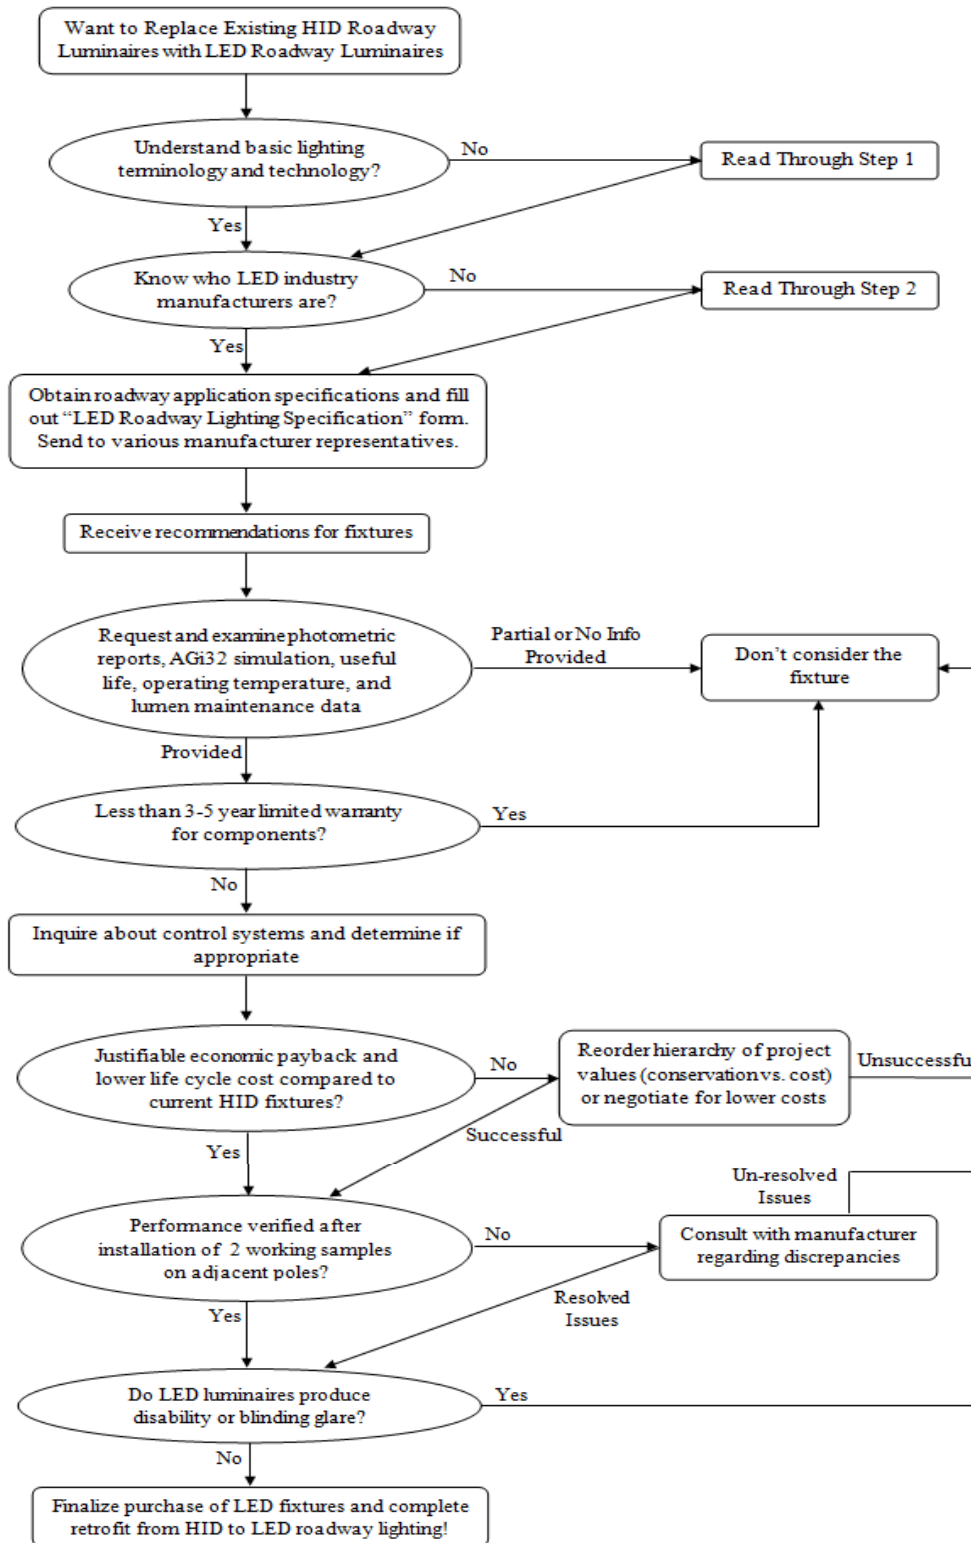 Want to Replace Existing HID Roadway
Luminaires with LED Roadway Luminaires
Understand basic lighting
terminology and technology?
No
Read Through Step 1
Yes
Know who LED industry
manufacturers are?
No
Read Through Step 2
Yes
Obtain roadway application specifications and fill
out “LED Roadway Lighting Specification” form.
Send to various manufacturer representatives.
Receive recommendations for fixtures
Request and examine photometric
reports, AGi32 simulation, useful
life, operating temperature, and
lumen maintenance data
Partial or No Info
Provided
Don’t consider the
fixture
Provided
Less than 3-5 year limited warranty
for components?
Yes
No
Inquire about control systems and determine if
appropriate
Justifiable economic payback and
lower life cycle cost compared to
current HID fixtures?
No
Reorder hierarchy of project
values (conservation vs. cost)
or negotiate for lower costs
Unsuccessful
Successful
Yes
Performance verified after
installation of 2 working samples
on adjacent poles?
No
Un-resolved
Issues
Consult with manufacturer
regarding discrepancies
Resolved
Issues
Yes
Do LED luminaires produce
disability or blinding glare?
Yes
No
Finalize purchase of LED fixtures and complete
retrofit from HID to LED roadway lighting!